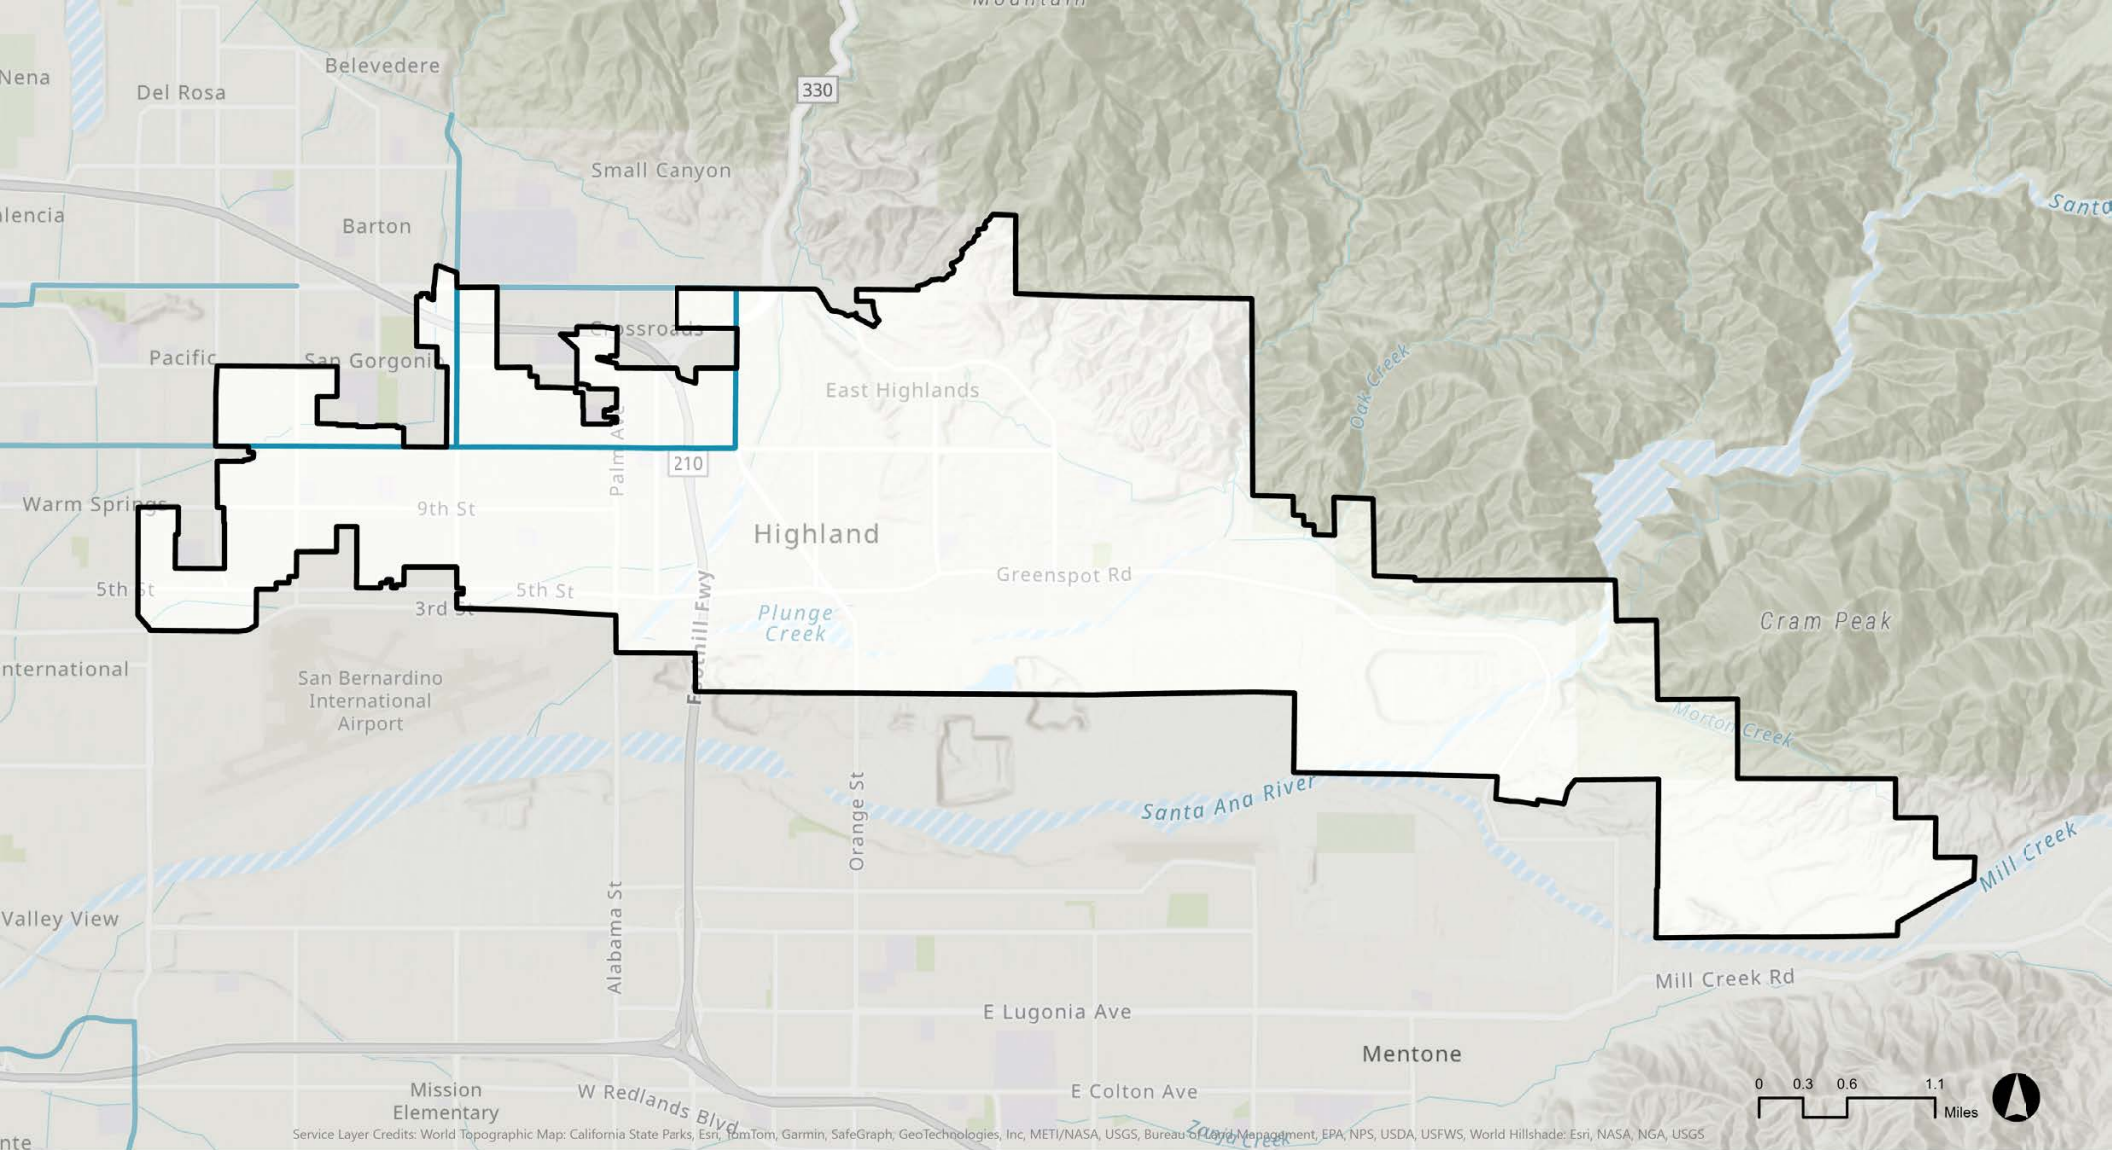 Mountain
Belevedere
Nena
Del Rosa
330
Small Canyon
Santa
Barton
Crossroads
Pacific
San Gorgonio
East Highlands
Oak Creek
Palm Ave
210
Warm Springs
9th St
Highland
Greenspot Rd
5th St
5th St
3rd St
Plunge
Creek
Foothill Fwy
Cram Peak
San Bernardino
International
Airport
Morton Creek
Santa Ana River
Orange St
Mill Creek
Alabama St
Valley View
Mill Creek Rd
E Lugonia Ave
Mentone
Mission
Elementary
W Redlands Blvd
E Colton Ave
0 0.3 0.6 1.1
Miles
Zanja Creek
Service Layer Credits: World Topographic Map: California State Parks, Esri, TomTom, Garmin, SafeGraph, GeoTechnologies, Inc, METI/NASA, USGS, Bureau of Land Management, EPA, NPS, USDA, USFWS, World Hillshade: Esri, NASA, NGA, USGS